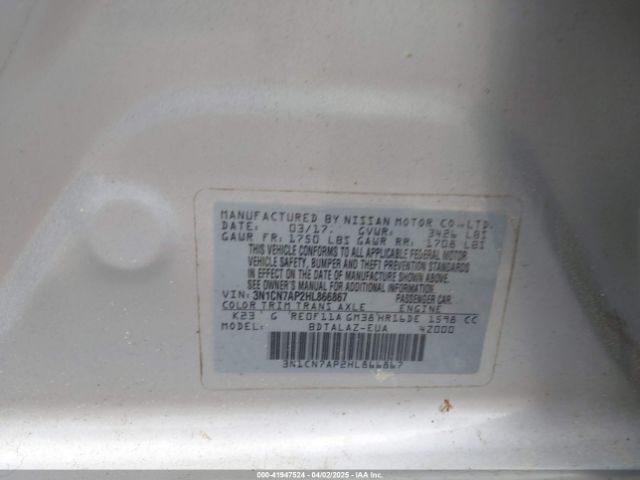 MANUFACTURED BY NISSAN MOTOR CO.,LTD.
DATE: 03/17. GVWR: 3426 LBS
GAWR FR: 1750 LBS GAWR RR: 1708 LBS
THIS VEHICLE CONFORMS TO ALL APPLICABLE FEDERAL MOTOR
VEHICLE SAFETY, BUMPER AND THEFT PREVENTION STANDARDS
IN EFFECT ON THE DATE OF MANUFACTURE SHOWN ABOVE.
SEE OWNER'S MANUAL FOR ADDITIONAL INFORMATION
VIN: 3N1CN7AP2HL866867 PASSENGER CAR.
COLOR TRIM TRANS AXLE ENGINE
K23 G RE0F11A GM38 HR16DE 1598 CC
MODEL: BDTALAZ-EUA 42000
3N1CN7AP2HL866867
000-41947524 | 04/02/2025 | IAA Inc.